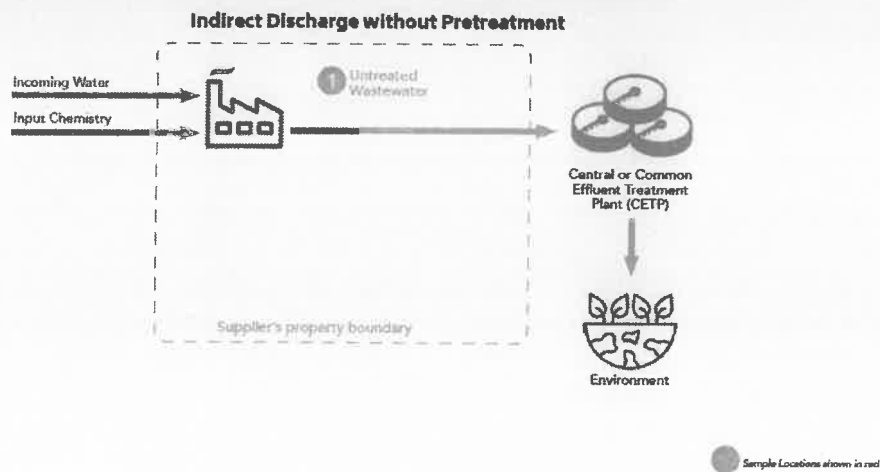 Indirect Discharge without Pretreatment
Incoming Water
Input Chemistry
1 Untreated
Wastewater
Central or Common
Effluent Treatment
Plant (CETP)
Supplier's property boundary
Environment
Sample Locations shown in red